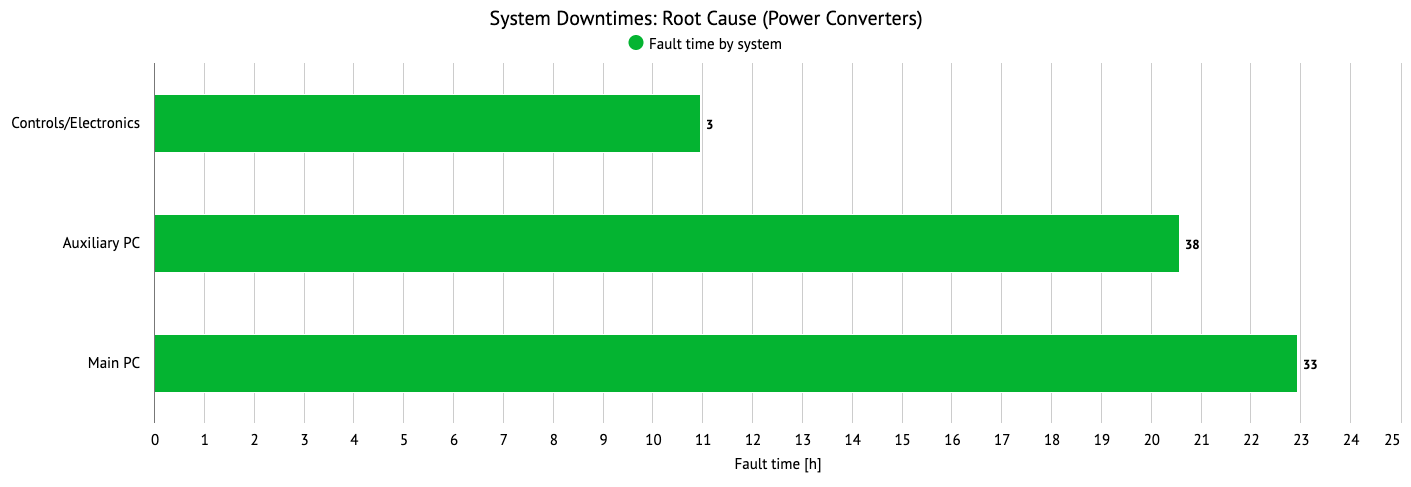 System Downtimes: Root Cause (Power Converters)
Fault time by system
Controls/Electronics
3
Auxiliary PC
38
Main PC
33
0 1 2 3 4 5 6 7 8 9 10 11 12 13 14 15 16 17 18 19 20 21 22 23 24 25
Fault time [h]